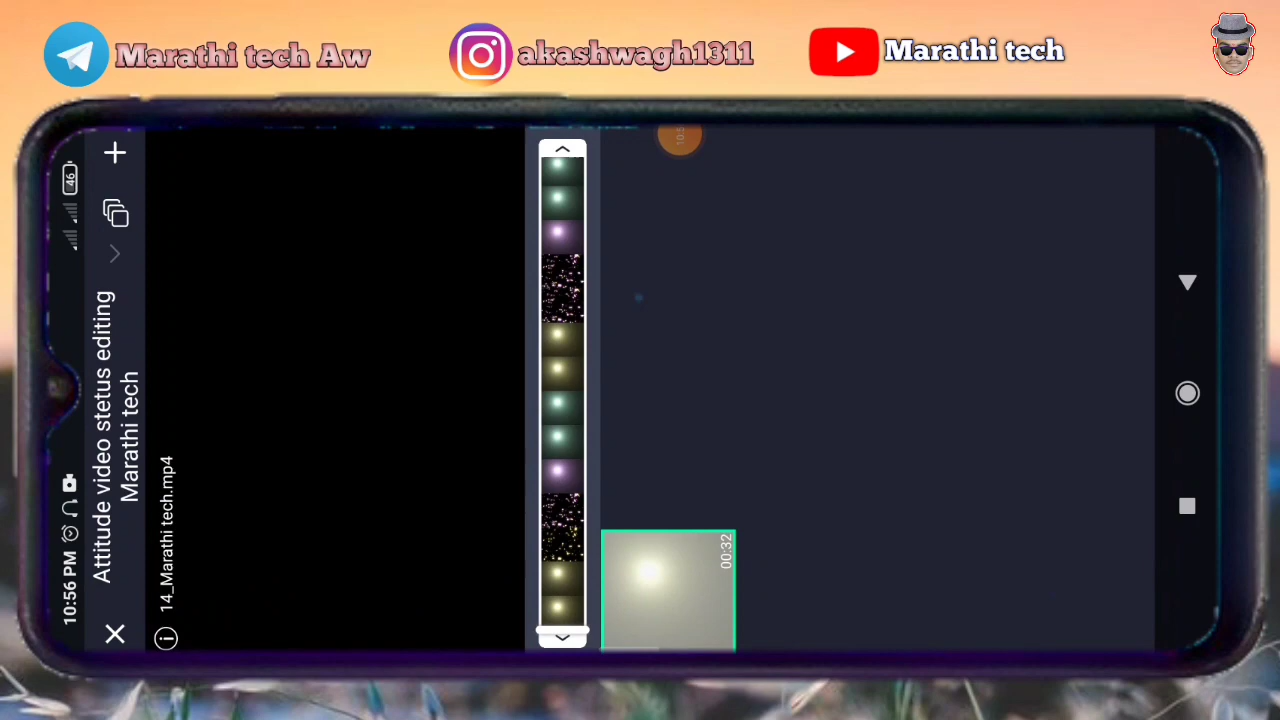 Marathi tech Aw
akashwagh1311
Marathi tech
10:56 PM
46
Attitude video stetus editing
Marathi tech
14_Marathi tech.mp4
00:32